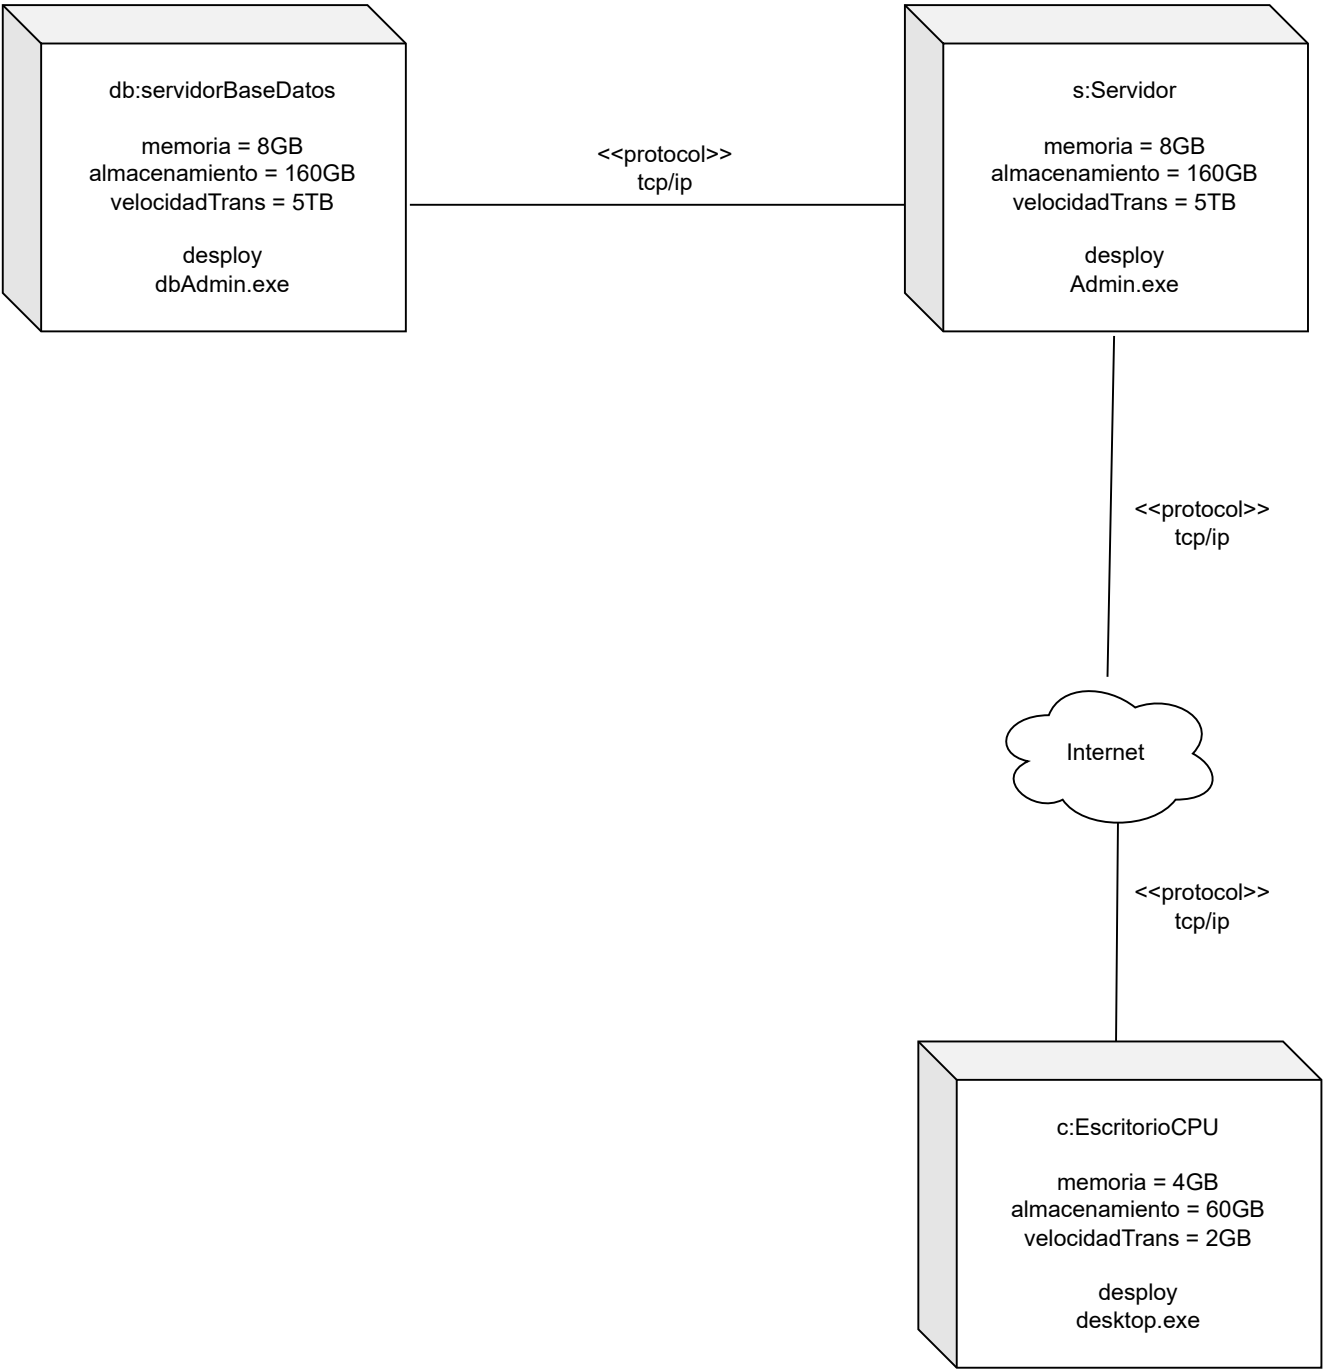 db:servidorBaseDatos
memoria = 8GB
almacenamiento = 160GB
velocidadTrans = 5TB
desploy
dbAdmin.exe
<<protocol>>
tcp/ip
s:Servidor
memoria = 8GB
almacenamiento = 160GB
velocidadTrans = 5TB
desploy
Admin.exe
<<protocol>>
tcp/ip
Internet
<<protocol>>
tcp/ip
c:EscritorioCPU
memoria = 4GB
almacenamiento = 60GB
velocidadTrans = 2GB
desploy
desktop.exe